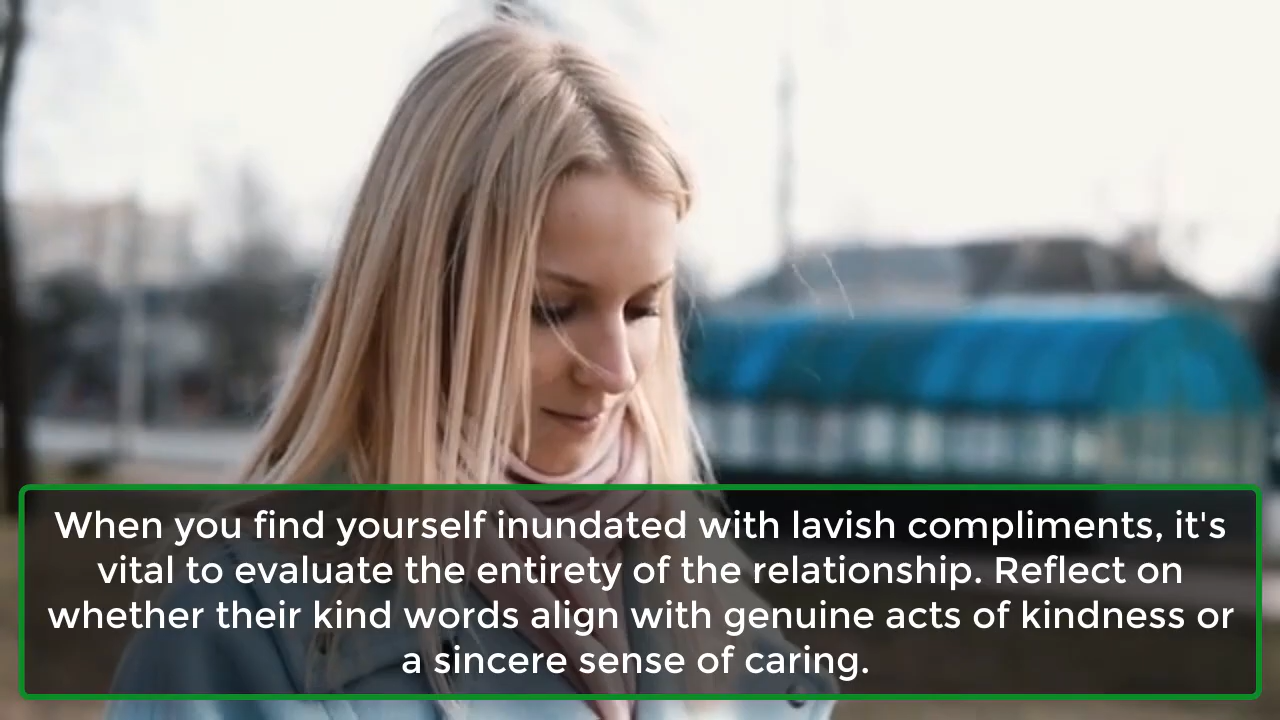 When you find yourself inundated with lavish compliments, it's
vital to evaluate the entirety of the relationship. Reflect on
whether their kind words align with genuine acts of kindness or
a sincere sense of caring.